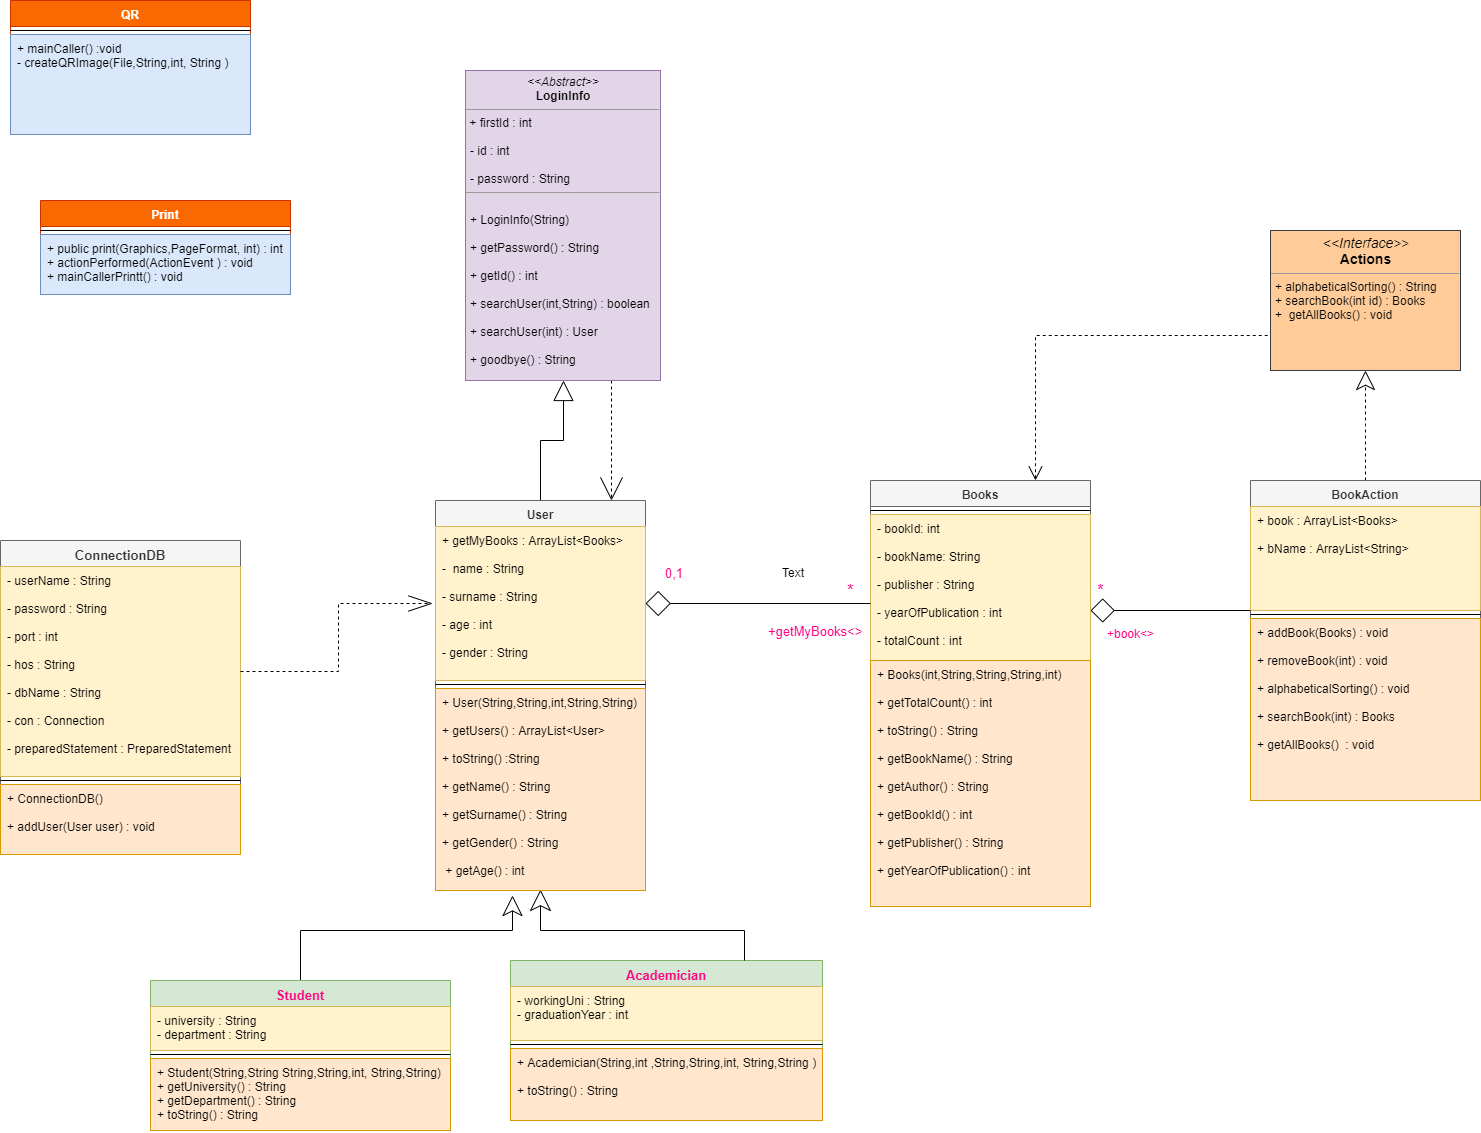 QR
+ mainCaller() :void
- createQRImage(File,String,int, String )
Print
+ public print(Graphics,PageFormat, int) : int
+ actionPerformed(ActionEvent ) : void
+ mainCallerPrintt() : void
<<Abstract>>
LoginInfo
+ firstId : int
- id : int
- password : String
+ LoginInfo(String)
+ getPassword() : String
+ getId() : int
+ searchUser(int,String) : boolean
+ searchUser(int) : User
+ goodbye() : String
<<Interface>>
Actions
+ alphabeticalSorting() : String
+ searchBook(int id) : Books
+ getAllBooks() : void
ConnectionDB
- userName : String
- password : String
- port : int
- hos : String
- dbName : String
- con : Connection
- preparedStatement : PreparedStatement
+ ConnectionDB()
+ addUser(User user) : void
User
+ getMyBooks : ArrayList<Books>
- name : String
- surname : String
- age : int
- gender : String
+ User(String,String,int,String,String)
+ getUsers() : ArrayList<User>
+ toString() :String
+ getName() : String
+ getSurname() : String
+ getGender() : String
+ getAge() : int
0,1
Text
*
+getMyBooks<>
Books
- bookId: int
- bookName: String
- publisher : String
- yearOfPublication : int
- totalCount : int
+ Books(int,String,String,String,int)
+ getTotalCount() : int
+ toString() : String
+ getBookName() : String
+ getAuthor() : String
+ getBookId() : int
+ getPublisher() : String
+ getYearOfPublication() : int
*
+book<>
BookAction
+ book : ArrayList<Books>
+ bName : ArrayList<String>
+ addBook(Books) : void
+ removeBook(int) : void
+ alphabeticalSorting() : void
+ searchBook(int) : Books
+ getAllBooks() : void
Student
- university : String
- department : String
+ Student(String,String String,String,int, String,String)
+ getUniversity() : String
+ getDepartment() : String
+ toString() : String
Academician
- workingUni : String
- graduationYear : int
+ Academician(String,int ,String,String,int, String,String )
+ toString() : String